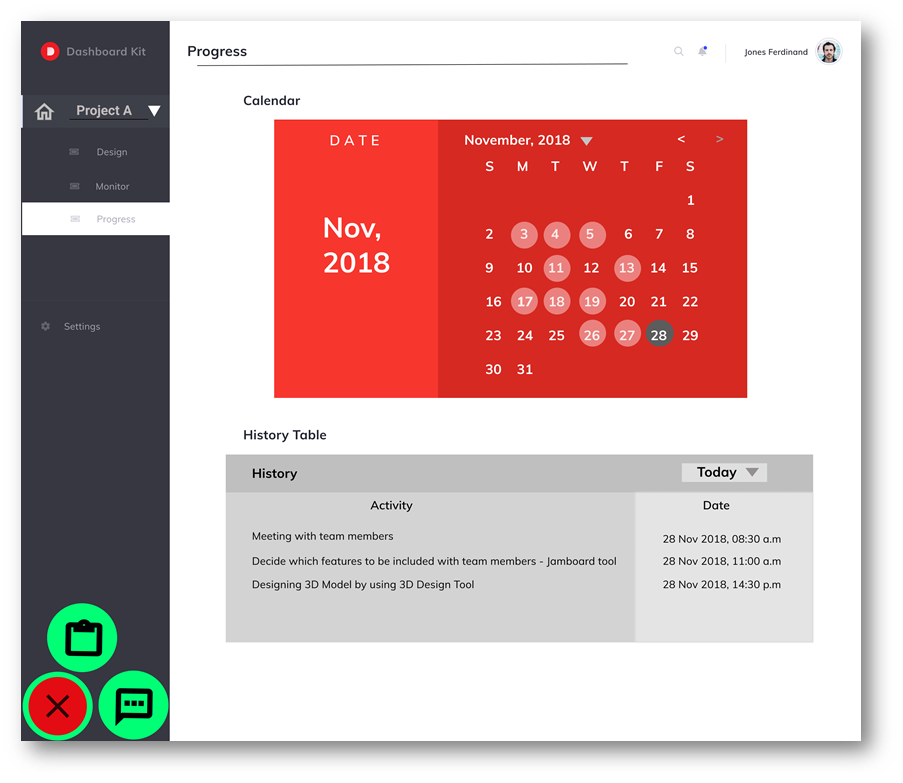 D Dashboard Kit
Progress
Jones Ferdinand
Project A
Design
Monitor
Progress
Settings
Calendar
DATE
Nov,
2018
November, 2018 < >
S M T W T F S
1
2 3 4 5 6 7 8
9 10 11 12 13 14 15
16 17 18 19 20 21 22
23 24 25 26 27 28 29
30 31
History Table
History Today
Activity Date
Meeting with team members 28 Nov 2018, 08:30 a.m
Decide which features to be included with team members - Jamboard tool 28 Nov 2018, 11:00 a.m
Designing 3D Model by using 3D Design Tool 28 Nov 2018, 14:30 p.m